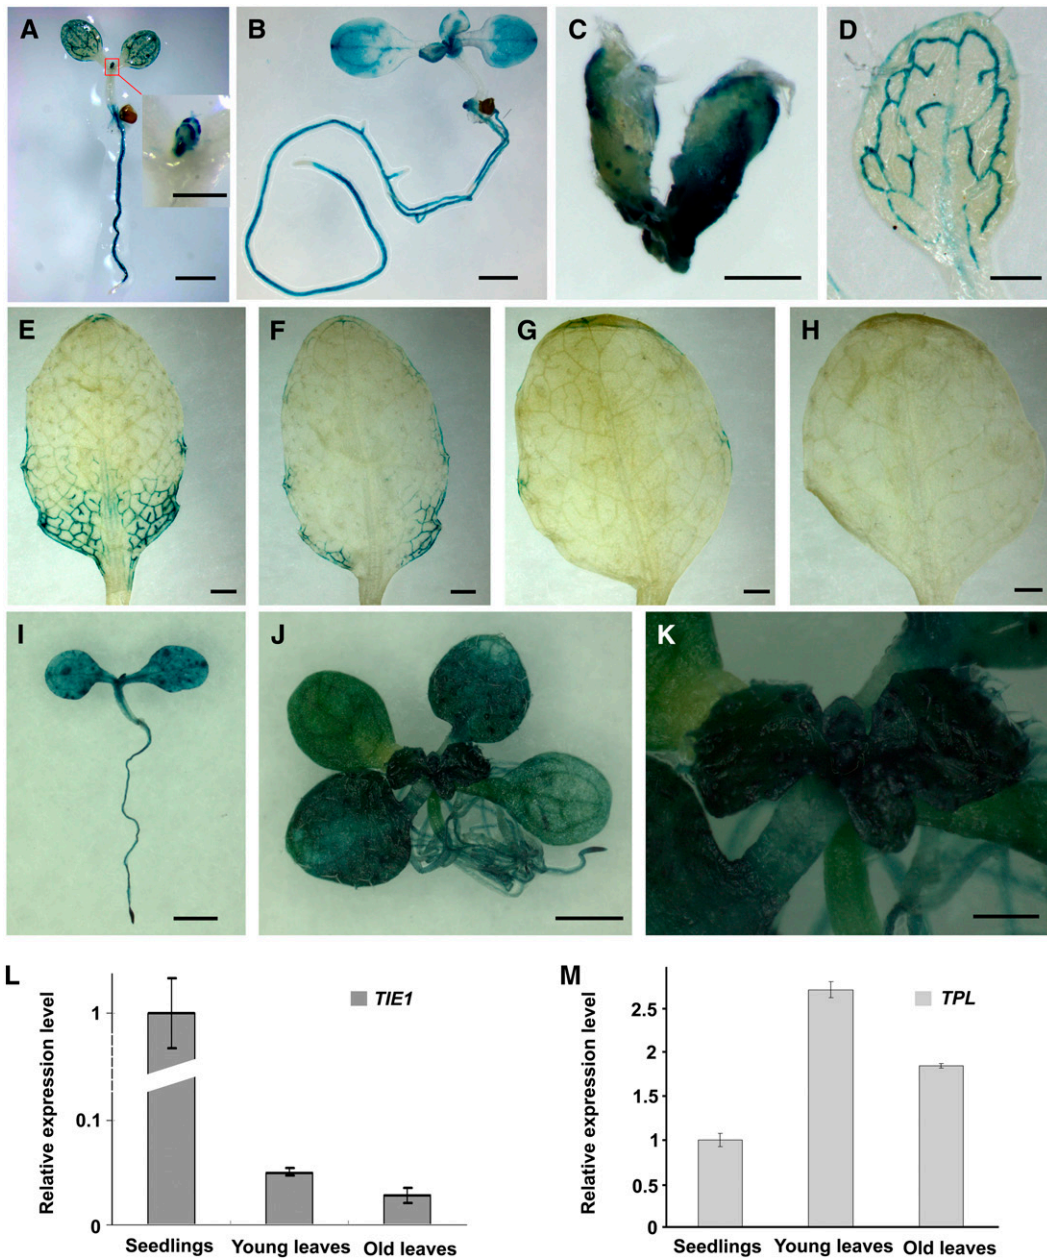 A
B
C
D
E
F
G
H
I
J
K
L
Relative expression level
1
0.1
0
TIE1
Seedlings Young leaves Old leaves
M
Relative expression level
2.5
2
1.5
1
0.5
0
TPL
Seedlings Young leaves Old leaves